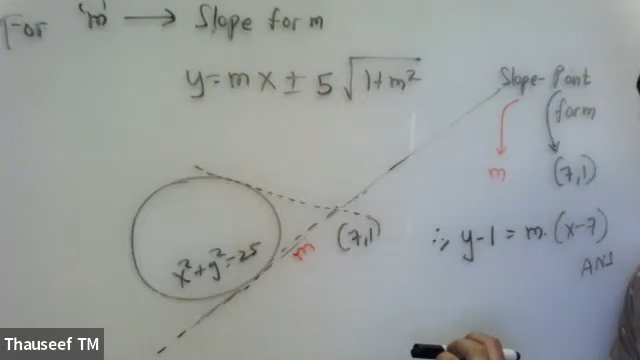 For 'm' → Slope form
y = mx ± 5 √1+m²
Slope-Point
form
m
(7,1)
x²+y²=25
m
(7,1)
∴ y-1 = m (x-7)
ANS
Thauseef TM